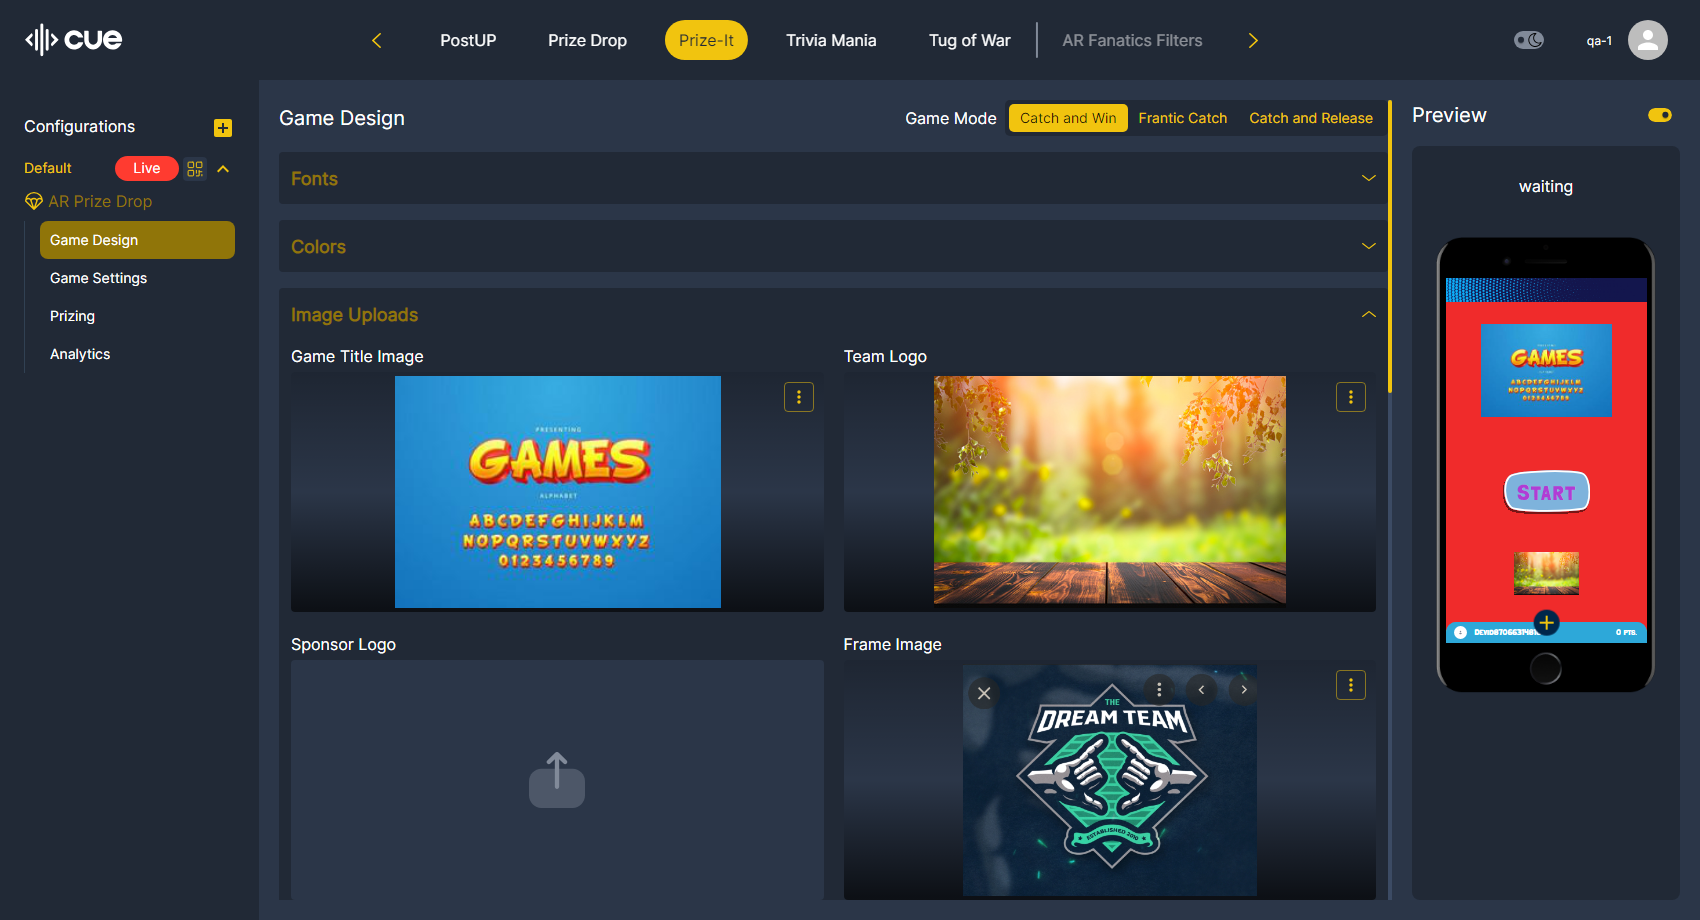 cue
PostUP
Prize Drop
Prize-It
Trivia Mania
Tug of War
AR Fanatics Filters
qa-1
Configurations
Default
Live
AR Prize Drop
Game Design
Game Settings
Prizing
Analytics
Game Design
Game Mode
Catch and Win
Frantic Catch
Catch and Release
Fonts
Colors
Image Uploads
Game Title Image
PRESENTING
GAMES
ALPHABET
ABCDEFGHIJKLM
NOPQRSTUVWXYZ
0123456789
Team Logo
Sponsor Logo
Frame Image
THE
DREAM TEAM
ESTABLISHED 2010
Preview
waiting
GAMES
ABCDEFGHIJKLM
NOPQRSTUVWXYZ
0123456789
START
0 PTS.